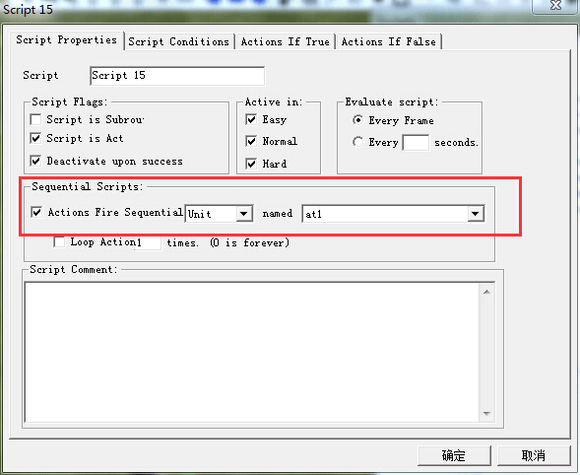 Script 15
Script Properties Script Conditions Actions If True Actions If False
Script Script 15
Script Flags: Active in: Evaluate script:
Script is Subrou Easy Every Frame
Script is Act Normal Every seconds.
Deactivate upon success Hard
Sequential Scripts:
Actions Fire Sequential Unit named at1
Loop Action1 times. (0 is forever)
Script Comment:
确定 取消